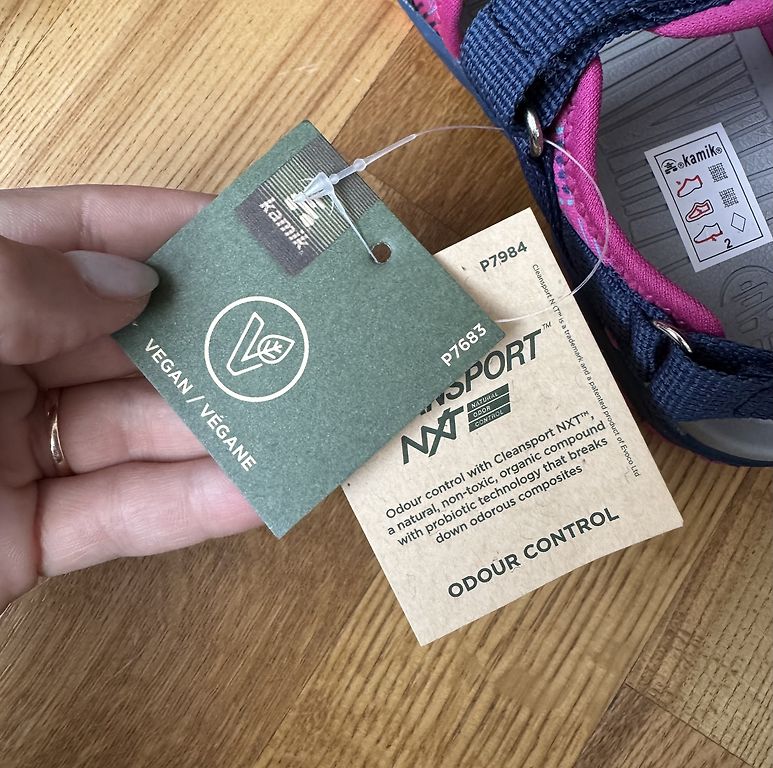 kamik®
VEGAN / VÉGANE
P7683
P7984
NSPORT™
NXT
NATURAL
ODOR
CONTROL
Odour control with Cleansport NXT™,
a natural, non-toxic, organic compound
with probiotic technology that breaks
down odorous composites
ODOUR CONTROL
Cleansport NXT™ is a trademark and a patented product of Evoco Ltd
®kamik®
2